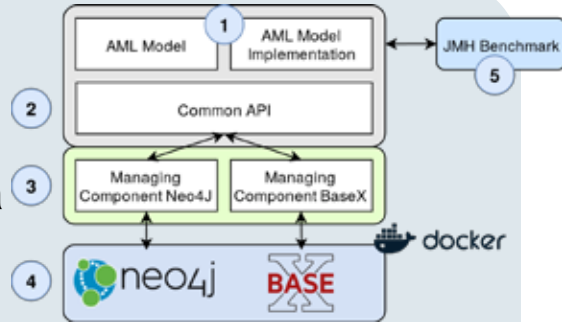 1
AML Model
AML Model
Implementation
JMH Benchmark
5
2
Common API
3
Managing
Component Neo4J
Managing
Component BaseX
docker
4
neo4j
X
BASE